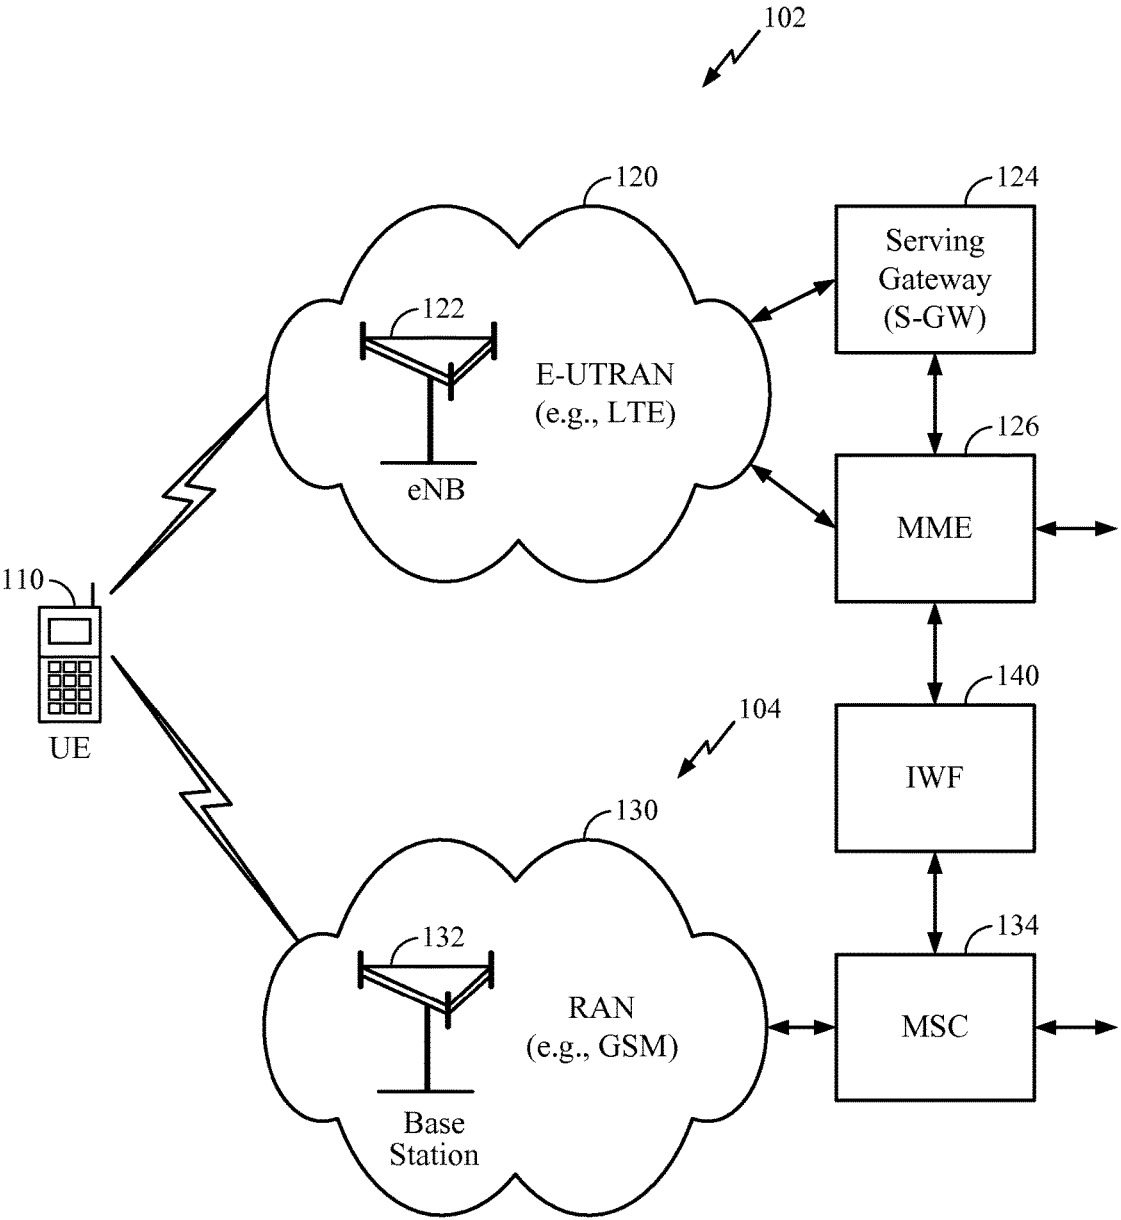 102
120
124
Serving
Gateway
(S-GW)
122
E-UTRAN
(e.g., LTE)
eNB
126
MME
110
UE
140
IWF
104
130
132
RAN
(e.g., GSM)
Base
Station
134
MSC